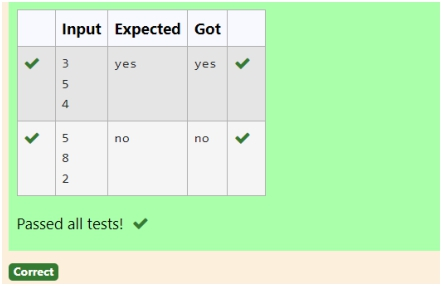 Input Expected Got
3 yes yes
5
4
5 no no
8
2
Passed all tests!
Correct